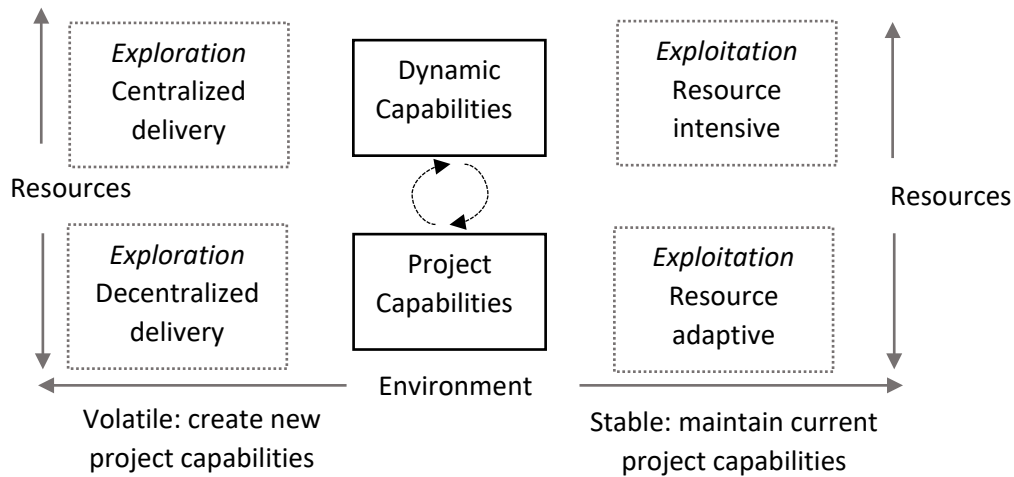 Exploration
Centralized
delivery
Dynamic
Capabilities
Exploitation
Resource
intensive
Resources
Resources
Exploration
Decentralized
delivery
Project
Capabilities
Exploitation
Resource
adaptive
Environment
Volatile: create new
project capabilities
Stable: maintain current
project capabilities